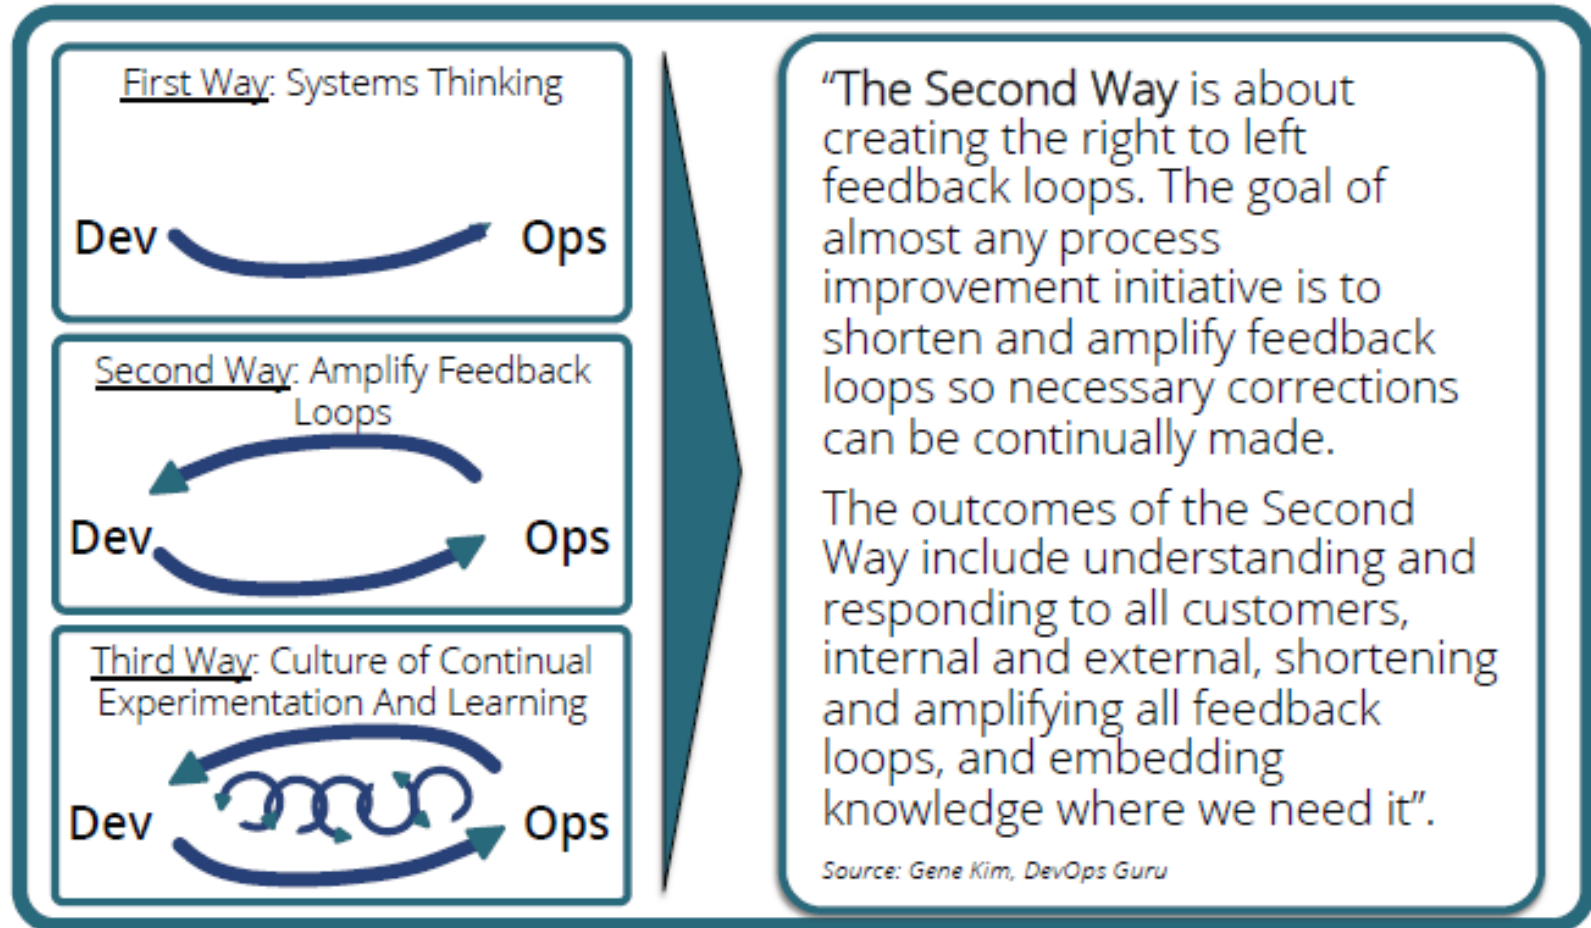 First Way: Systems Thinking
Dev
Ops
Second Way: Amplify Feedback
Loops
Dev
Ops
Third Way: Culture of Continual
Experimentation And Learning
Dev
Ops
“The Second Way is about
creating the right to left
feedback loops. The goal of
almost any process
improvement initiative is to
shorten and amplify feedback
loops so necessary corrections
can be continually made.
The outcomes of the Second
Way include understanding and
responding to all customers,
internal and external, shortening
and amplifying all feedback
loops, and embedding
knowledge where we need it”.
Source: Gene Kim, DevOps Guru